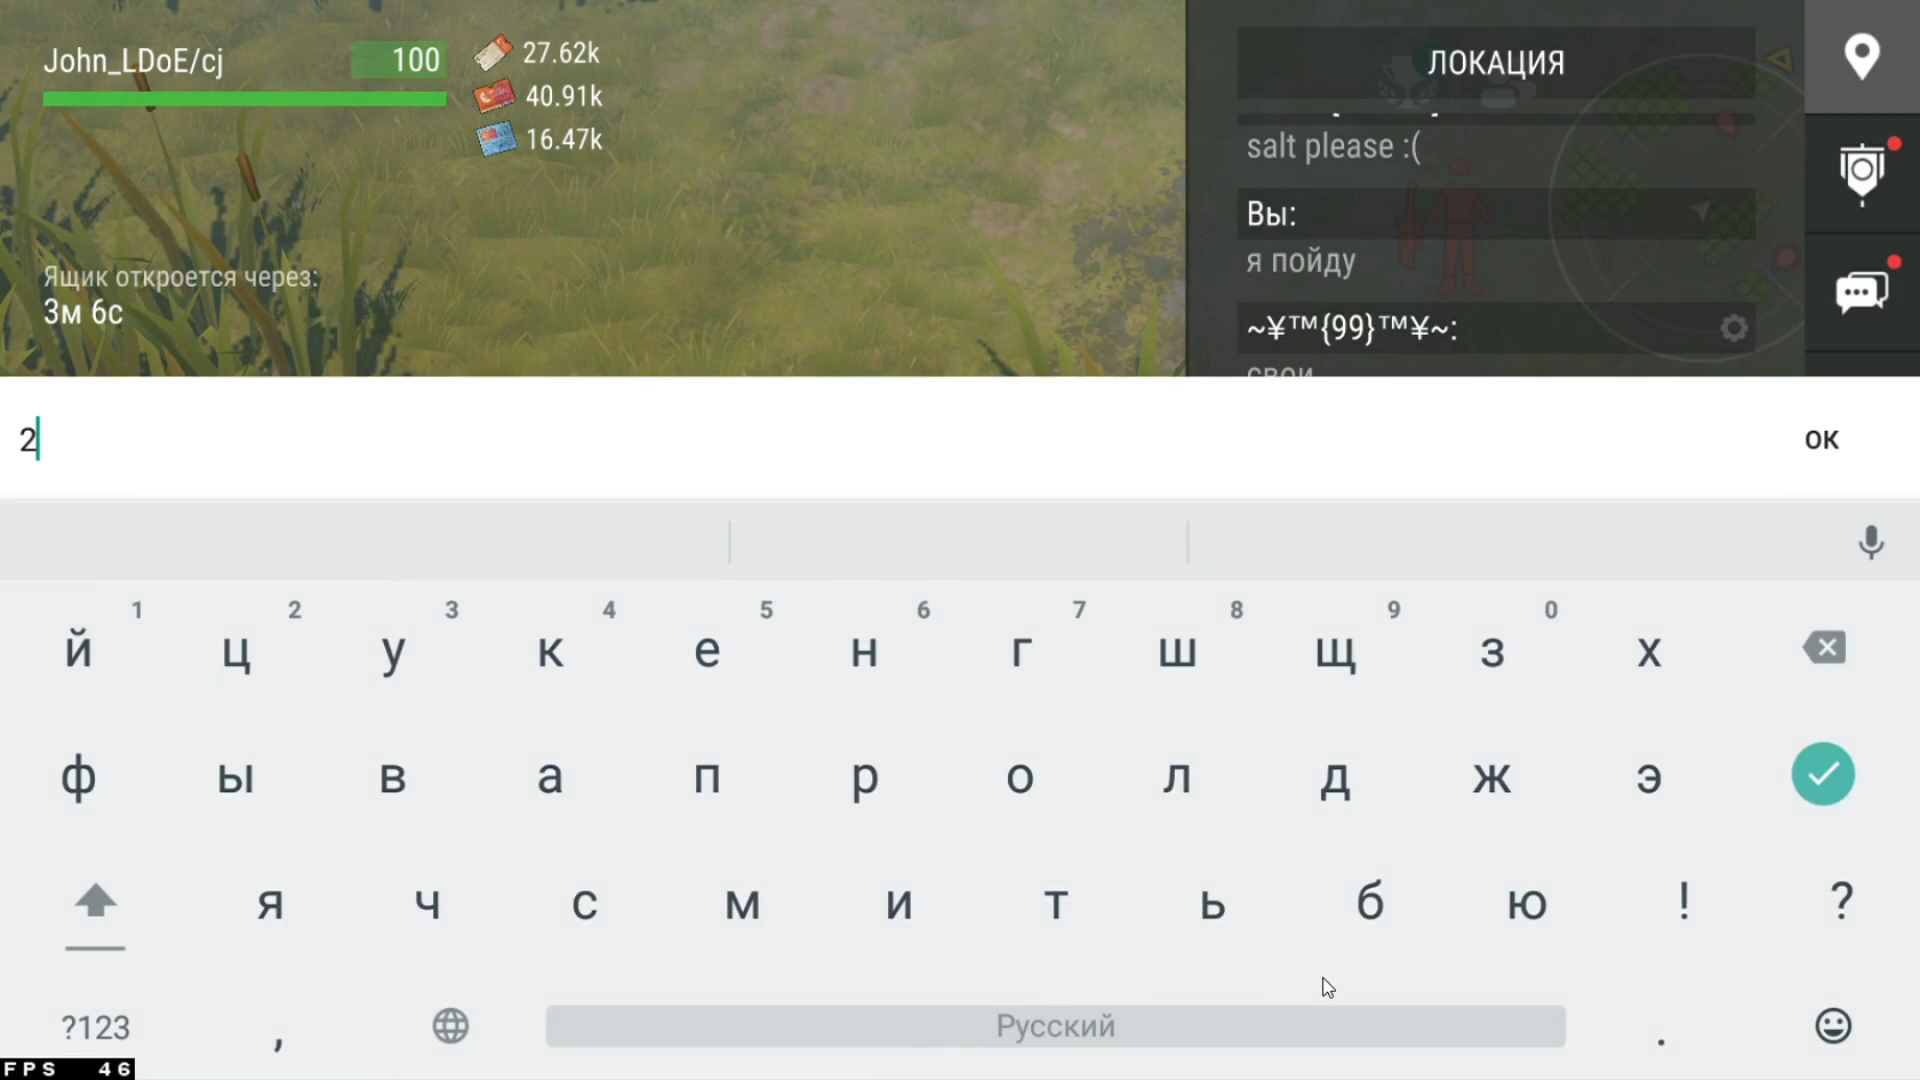 John_LDoE/cj 100
27.62k
40.91k
16.47k
Ящик откроется через:
3м 6с
ЛОКАЦИЯ
salt please :(
Вы:
я пойду
~¥™{99}™¥~:
свои
2
ОК
1 2 3 4 5 6 7 8 9 0
й ц у к е н г ш щ з х
ф ы в а п р о л д ж э
я ч с м и т ь б ю ! ?
?123 , Русский .
FPS 46